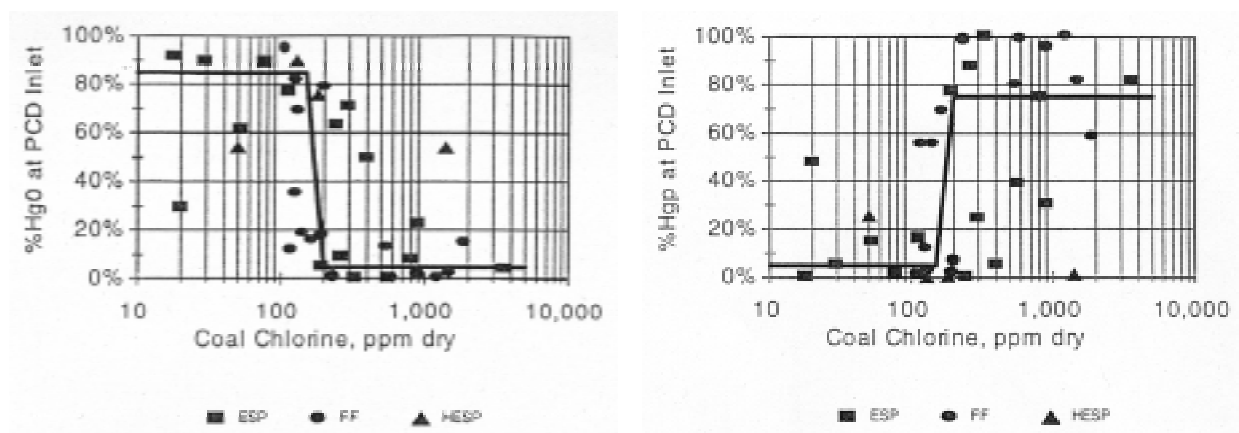 100%
80%
60%
40%
20%
0%
%Hg0 at PCD Inlet
10 100 1,000 10,000
Coal Chlorine, ppm dry
ESP FF HESP
100%
80%
60%
40%
20%
0%
%Hgp at PCD Inlet
10 100 1,000 10,000
Coal Chlorine, ppm dry
ESP FF HESP